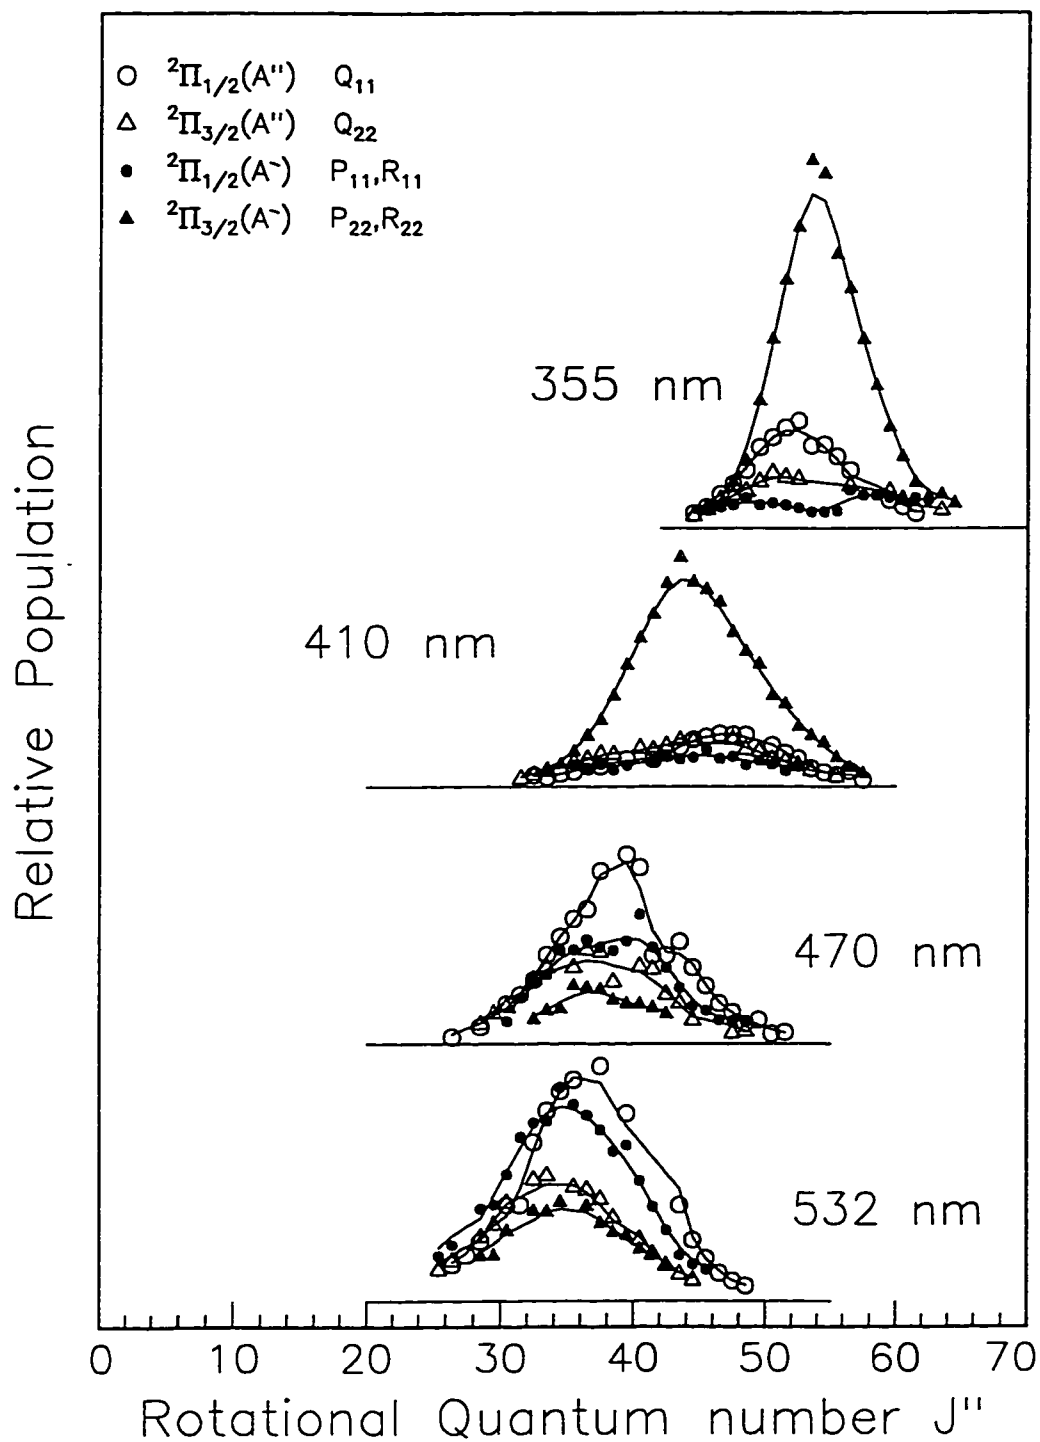 ²Π₁/₂(A'') Q₁₁
²Π₃/₂(A'') Q₂₂
²Π₁/₂(A~) P₁₁,R₁₁
²Π₃/₂(A~) P₂₂,R₂₂
355 nm
410 nm
470 nm
532 nm
Relative Population
0 10 20 30 40 50 60 70
Rotational Quantum number J''